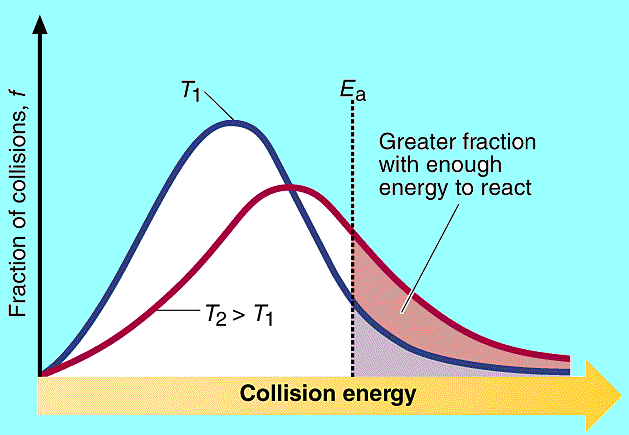 Fraction of collisions, f
T1
Ea
Greater fraction
with enough
energy to react
T2 > T1
Collision energy